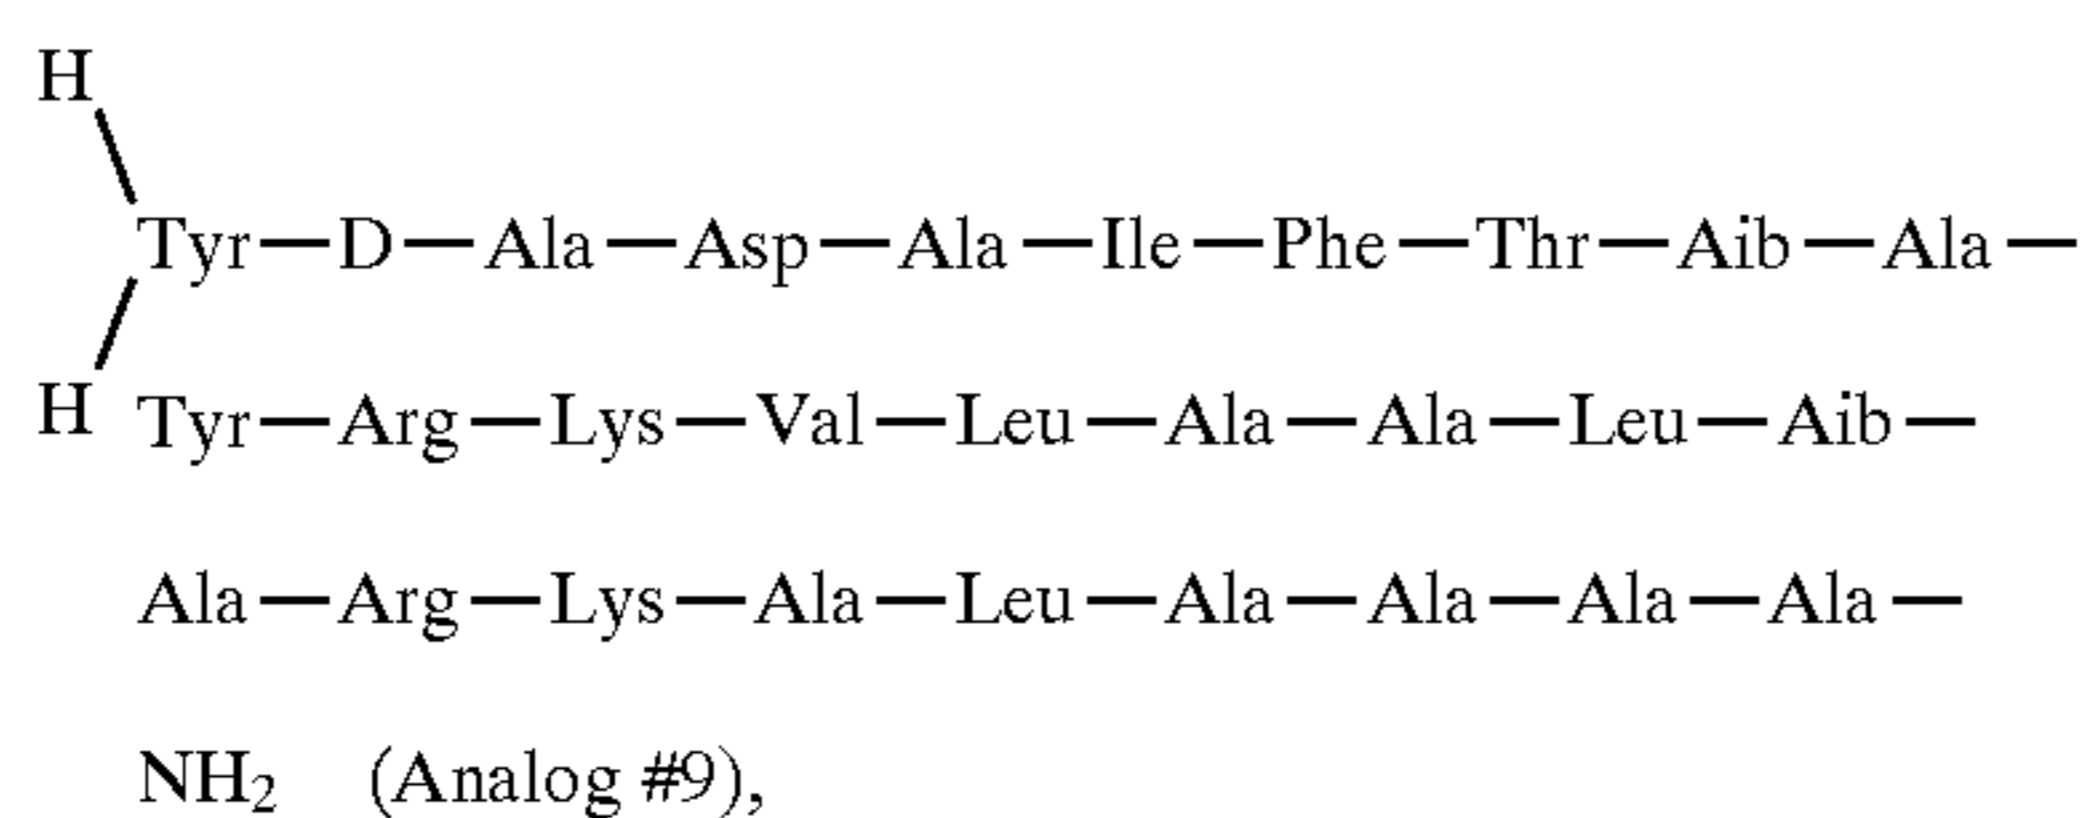 H
Tyr—D—Ala—Asp—Ala—Ile—Phe—Thr—Aib—Ala—
H Tyr—Arg—Lys—Val—Leu—Ala—Ala—Leu—Aib—
Ala—Arg—Lys—Ala—Leu—Ala—Ala—Ala—Ala—
NH₂ (Analog #9),